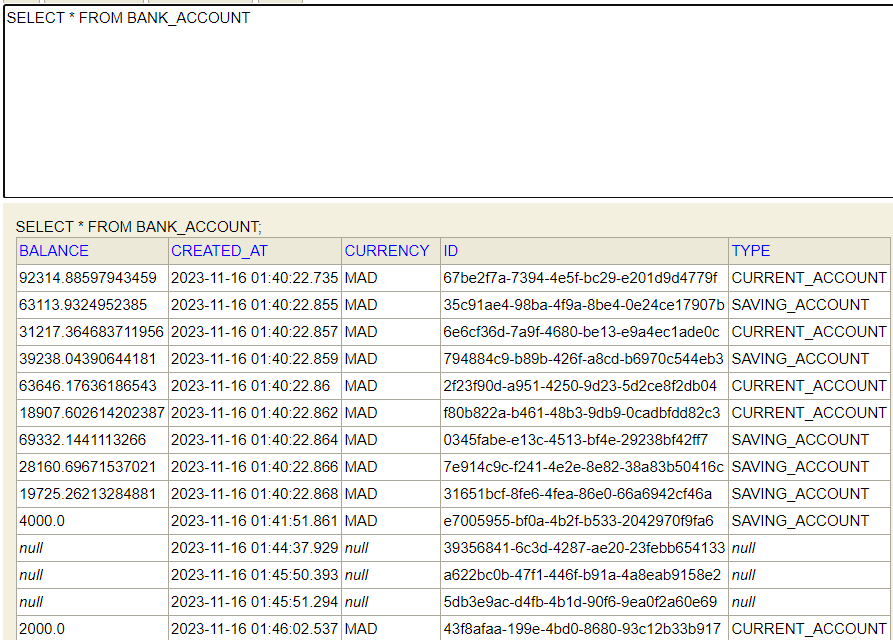 SELECT * FROM BANK_ACCOUNT
SELECT * FROM BANK_ACCOUNT;
BALANCE CREATED_AT CURRENCY ID TYPE
92314.88597943459 2023-11-16 01:40:22.735 MAD 67be2f7a-7394-4e5f-bc29-e201d9d4779f CURRENT_ACCOUNT
63113.9324952385 2023-11-16 01:40:22.855 MAD 35c91ae4-98ba-4f9a-8be4-0e24ce17907b SAVING_ACCOUNT
31217.364683711956 2023-11-16 01:40:22.857 MAD 6e6cf36d-7a9f-4680-be13-e9a4ec1ade0c CURRENT_ACCOUNT
39238.04390644181 2023-11-16 01:40:22.859 MAD 794884c9-b89b-426f-a8cd-b6970c544eb3 SAVING_ACCOUNT
63646.17636186543 2023-11-16 01:40:22.86 MAD 2f23f90d-a951-4250-9d23-5d2ce8f2db04 CURRENT_ACCOUNT
18907.602614202387 2023-11-16 01:40:22.862 MAD f80b822a-b461-48b3-9db9-0cadbfdd82c3 CURRENT_ACCOUNT
69332.1441113266 2023-11-16 01:40:22.864 MAD 0345fabe-e13c-4513-bf4e-29238bf42ff7 SAVING_ACCOUNT
28160.69671537021 2023-11-16 01:40:22.866 MAD 7e914c9c-f241-4e2e-8e82-38a83b50416c SAVING_ACCOUNT
19725.26213284881 2023-11-16 01:40:22.868 MAD 31651bcf-8fe6-4fea-86e0-66a6942cf46a SAVING_ACCOUNT
4000.0 2023-11-16 01:41:51.861 MAD e7005955-bf0a-4b2f-b533-2042970f9fa6 SAVING_ACCOUNT
null 2023-11-16 01:44:37.929 null 39356841-6c3d-4287-ae20-23febb654133 null
null 2023-11-16 01:45:50.393 null a622bc0b-47f1-446f-b91a-4a8eab9158e2 null
null 2023-11-16 01:45:51.294 null 5db3e9ac-d4fb-4b1d-90f6-9ea0f2a60e69 null
2000.0 2023-11-16 01:46:02.537 MAD 43f8afaa-199e-4bd0-8680-93c12b33b917 CURRENT_ACCOUNT